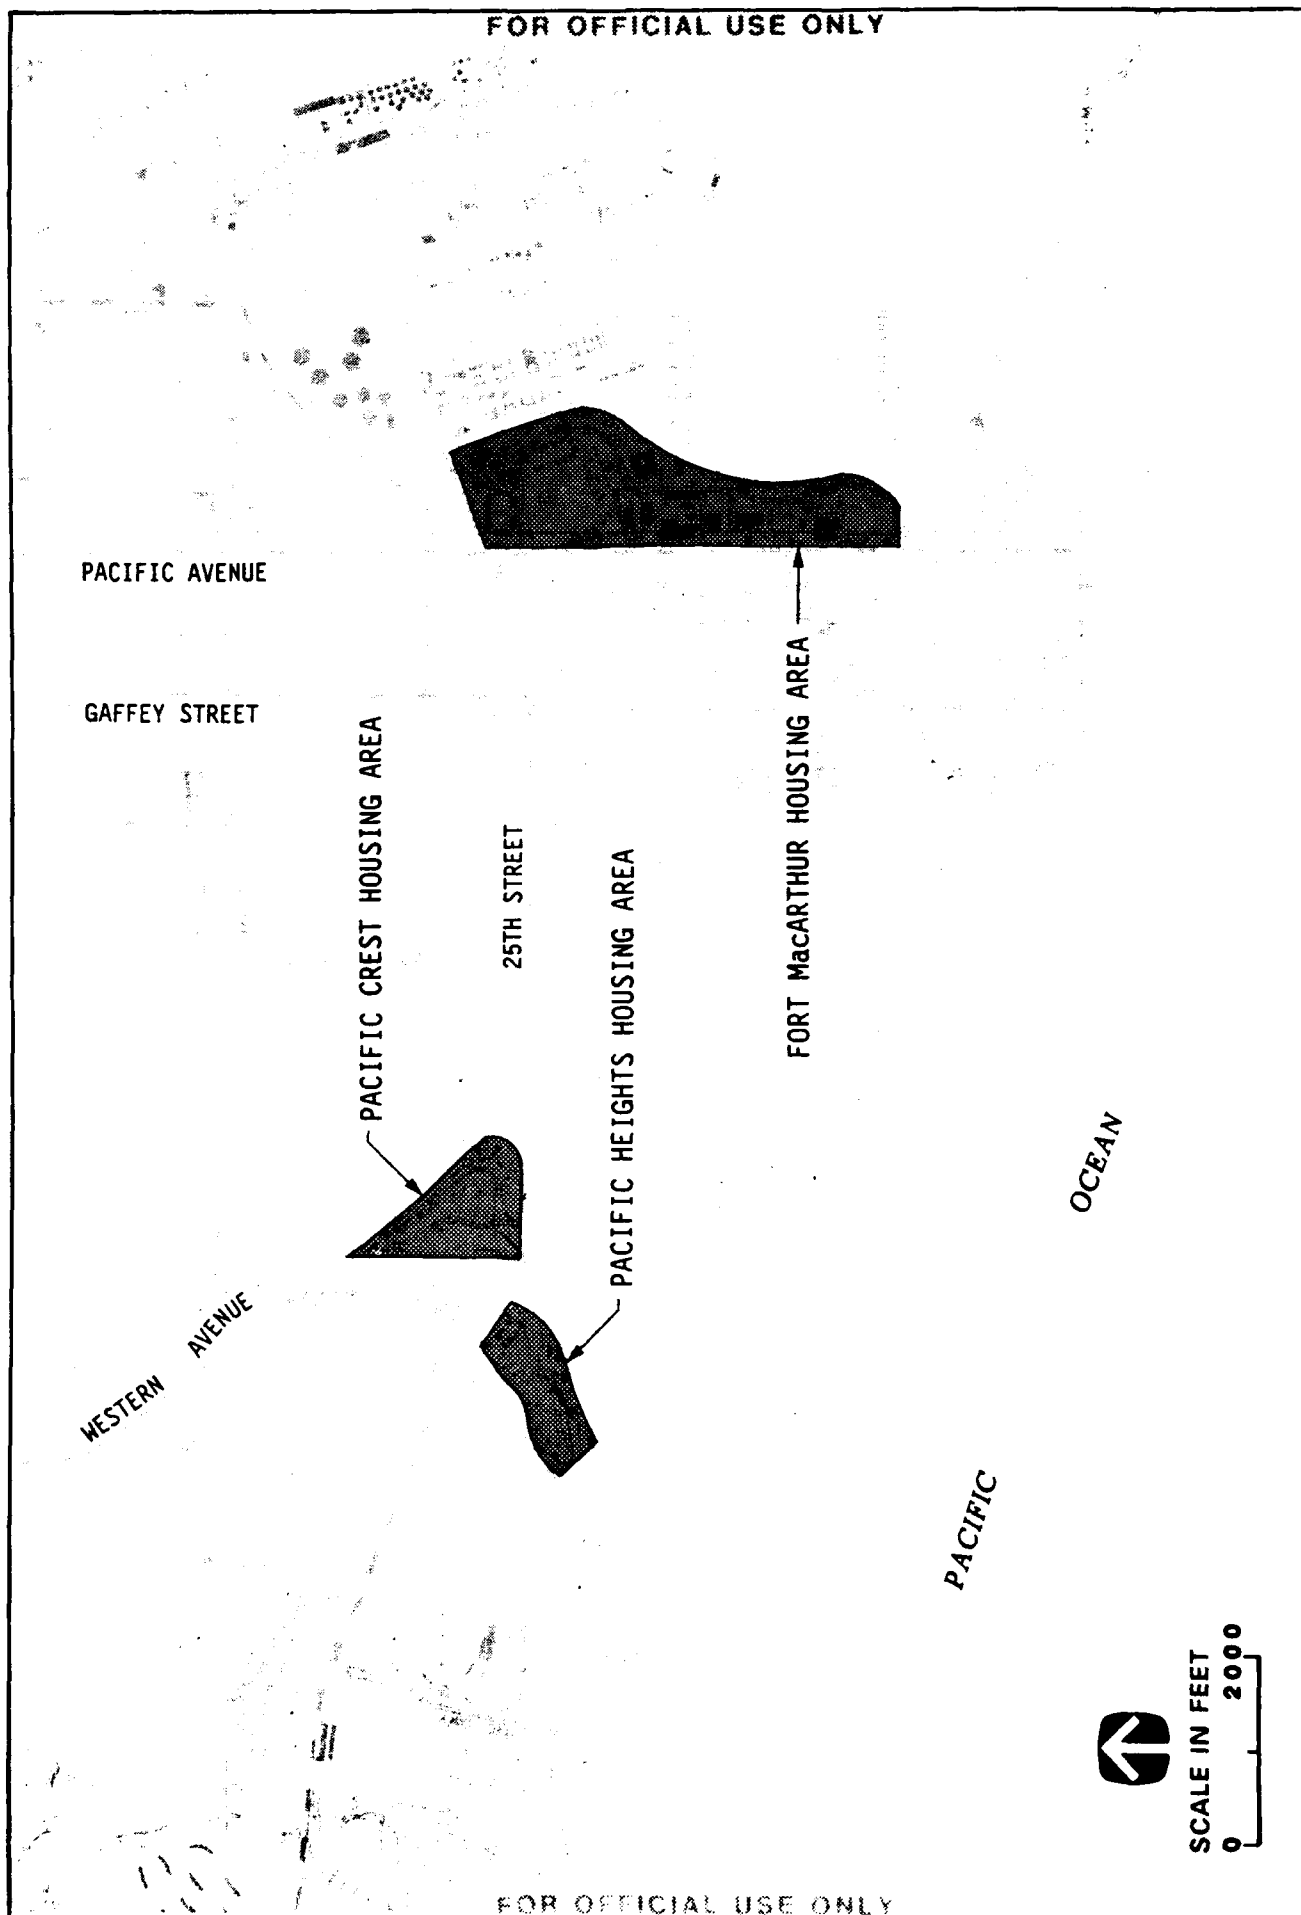 FOR OFFICIAL USE ONLY
PACIFIC AVENUE
GAFFEY STREET
PACIFIC CREST HOUSING AREA
25TH STREET
PACIFIC HEIGHTS HOUSING AREA
FORT MacARTHUR HOUSING AREA
WESTERN AVENUE
PACIFIC OCEAN
SCALE IN FEET
0 2000
FOR OFFICIAL USE ONLY